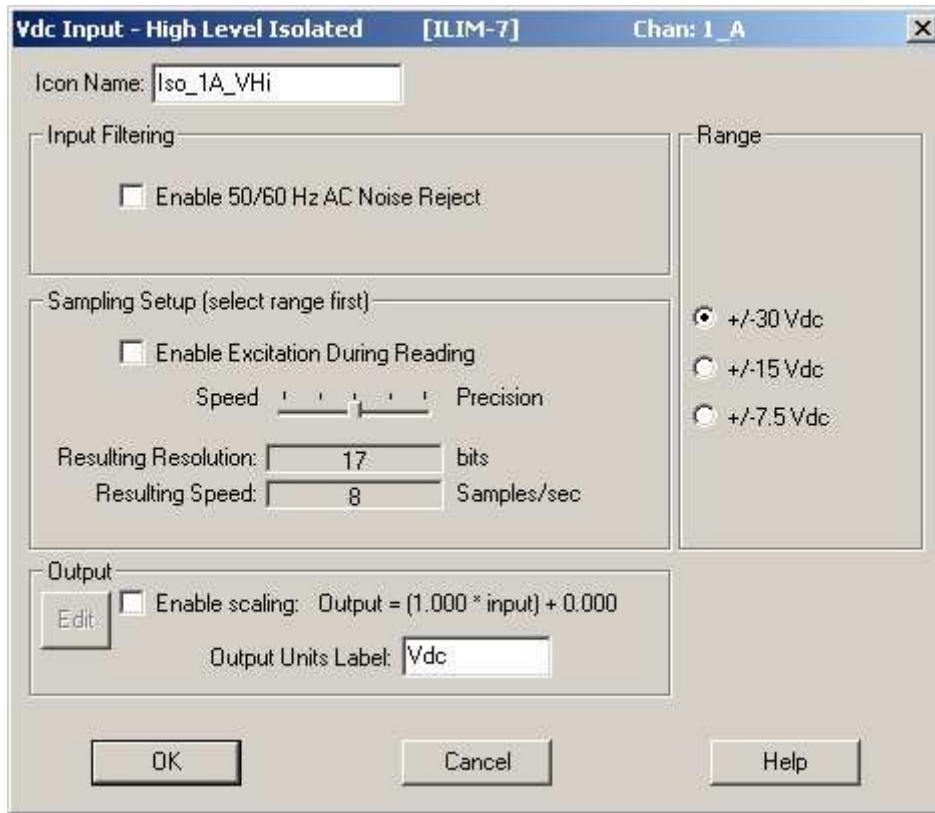 Vdc Input - High Level Isolated [ILIM-7] Chan: 1_A
Icon Name: Iso_1A_VHi
Input Filtering
Enable 50/60 Hz AC Noise Reject
Sampling Setup (select range first)
Enable Excitation During Reading
Speed Precision
Resulting Resolution: 17 bits
Resulting Speed: 8 Samples/sec
Range
+/-30 Vdc
+/-15 Vdc
+/-7.5 Vdc
Output
Edit
Enable scaling: Output = (1.000 * input) + 0.000
Output Units Label: Vdc
OK Cancel Help